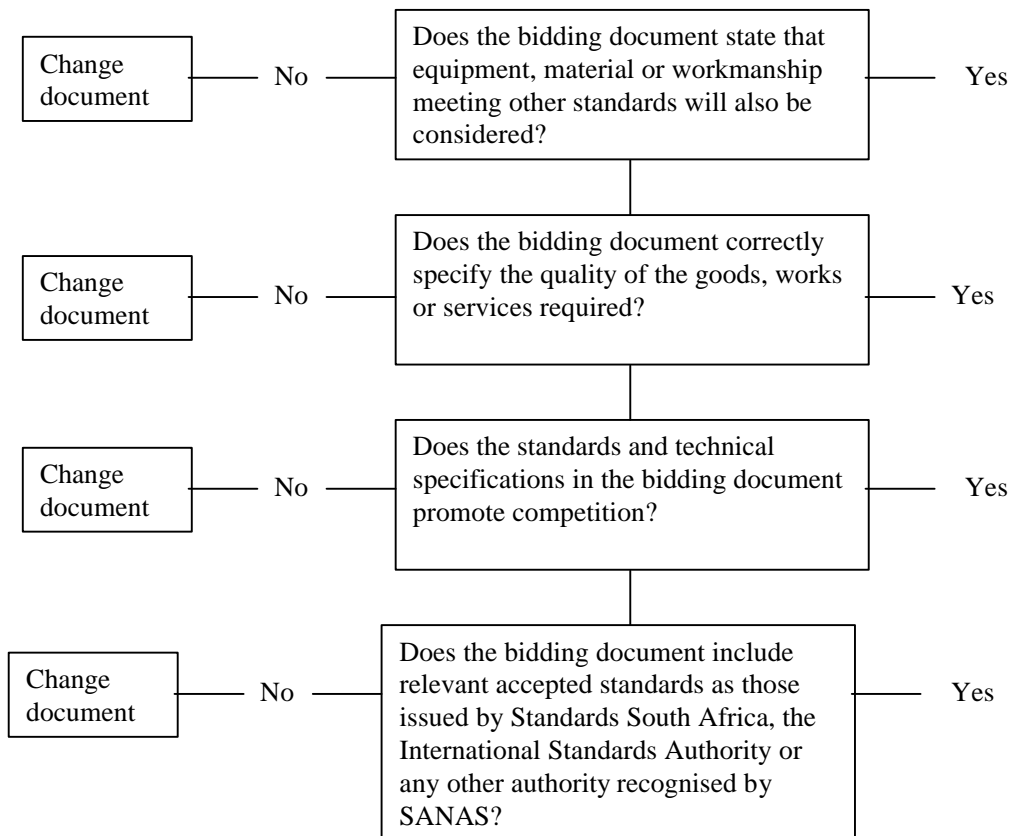 Does the bidding document state that
equipment, material or workmanship
meeting other standards will also be
considered?
Change
document
No
Yes
Does the bidding document correctly
specify the quality of the goods, works
or services required?
Change
document
No
Yes
Does the standards and technical
specifications in the bidding document
promote competition?
Change
document
No
Yes
Does the bidding document include
relevant accepted standards as those
issued by Standards South Africa, the
International Standards Authority or
any other authority recognised by
SANAS?
Change
document
No
Yes